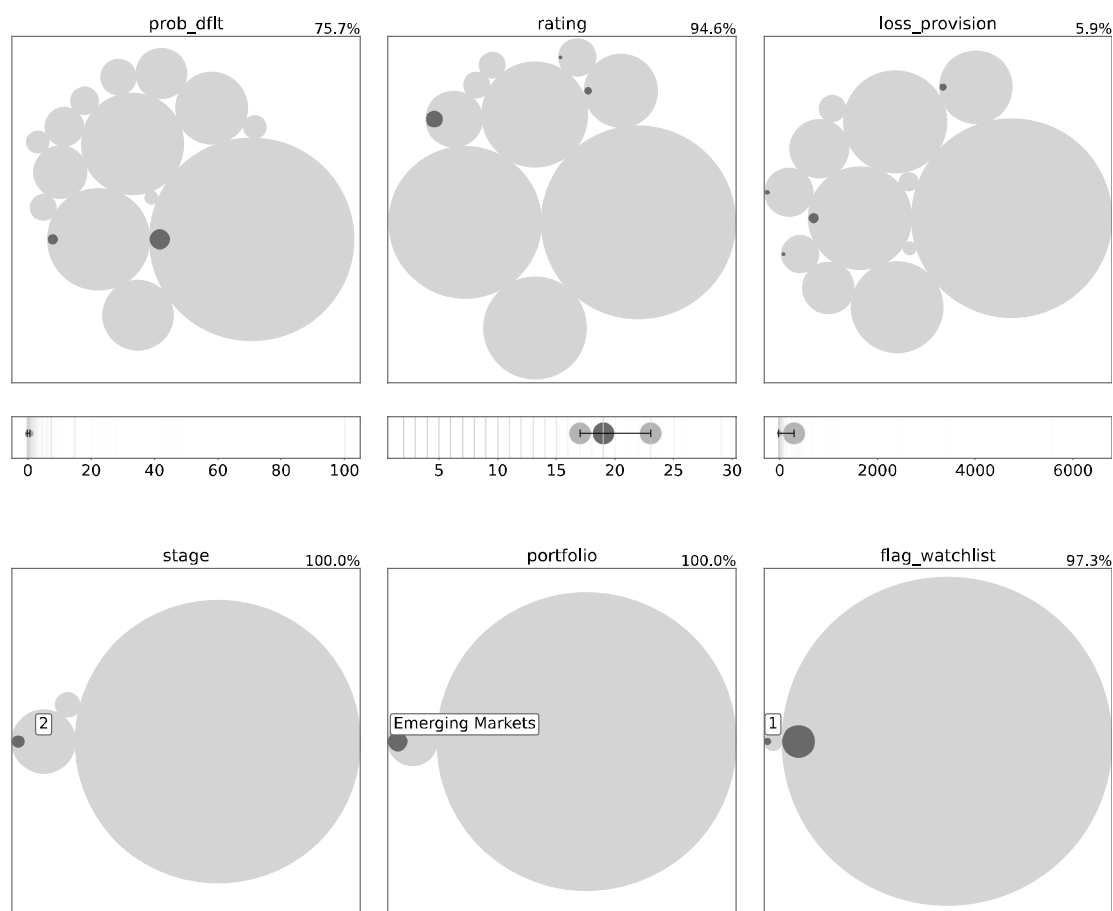 prob_dflt 75.7% rating 94.6% loss_provision 5.9%
0 20 40 60 80 100 5 10 15 20 25 30 0 2000 4000 6000
stage 100.0% portfolio 100.0% flag_watchlist 97.3%
2 Emerging Markets 1